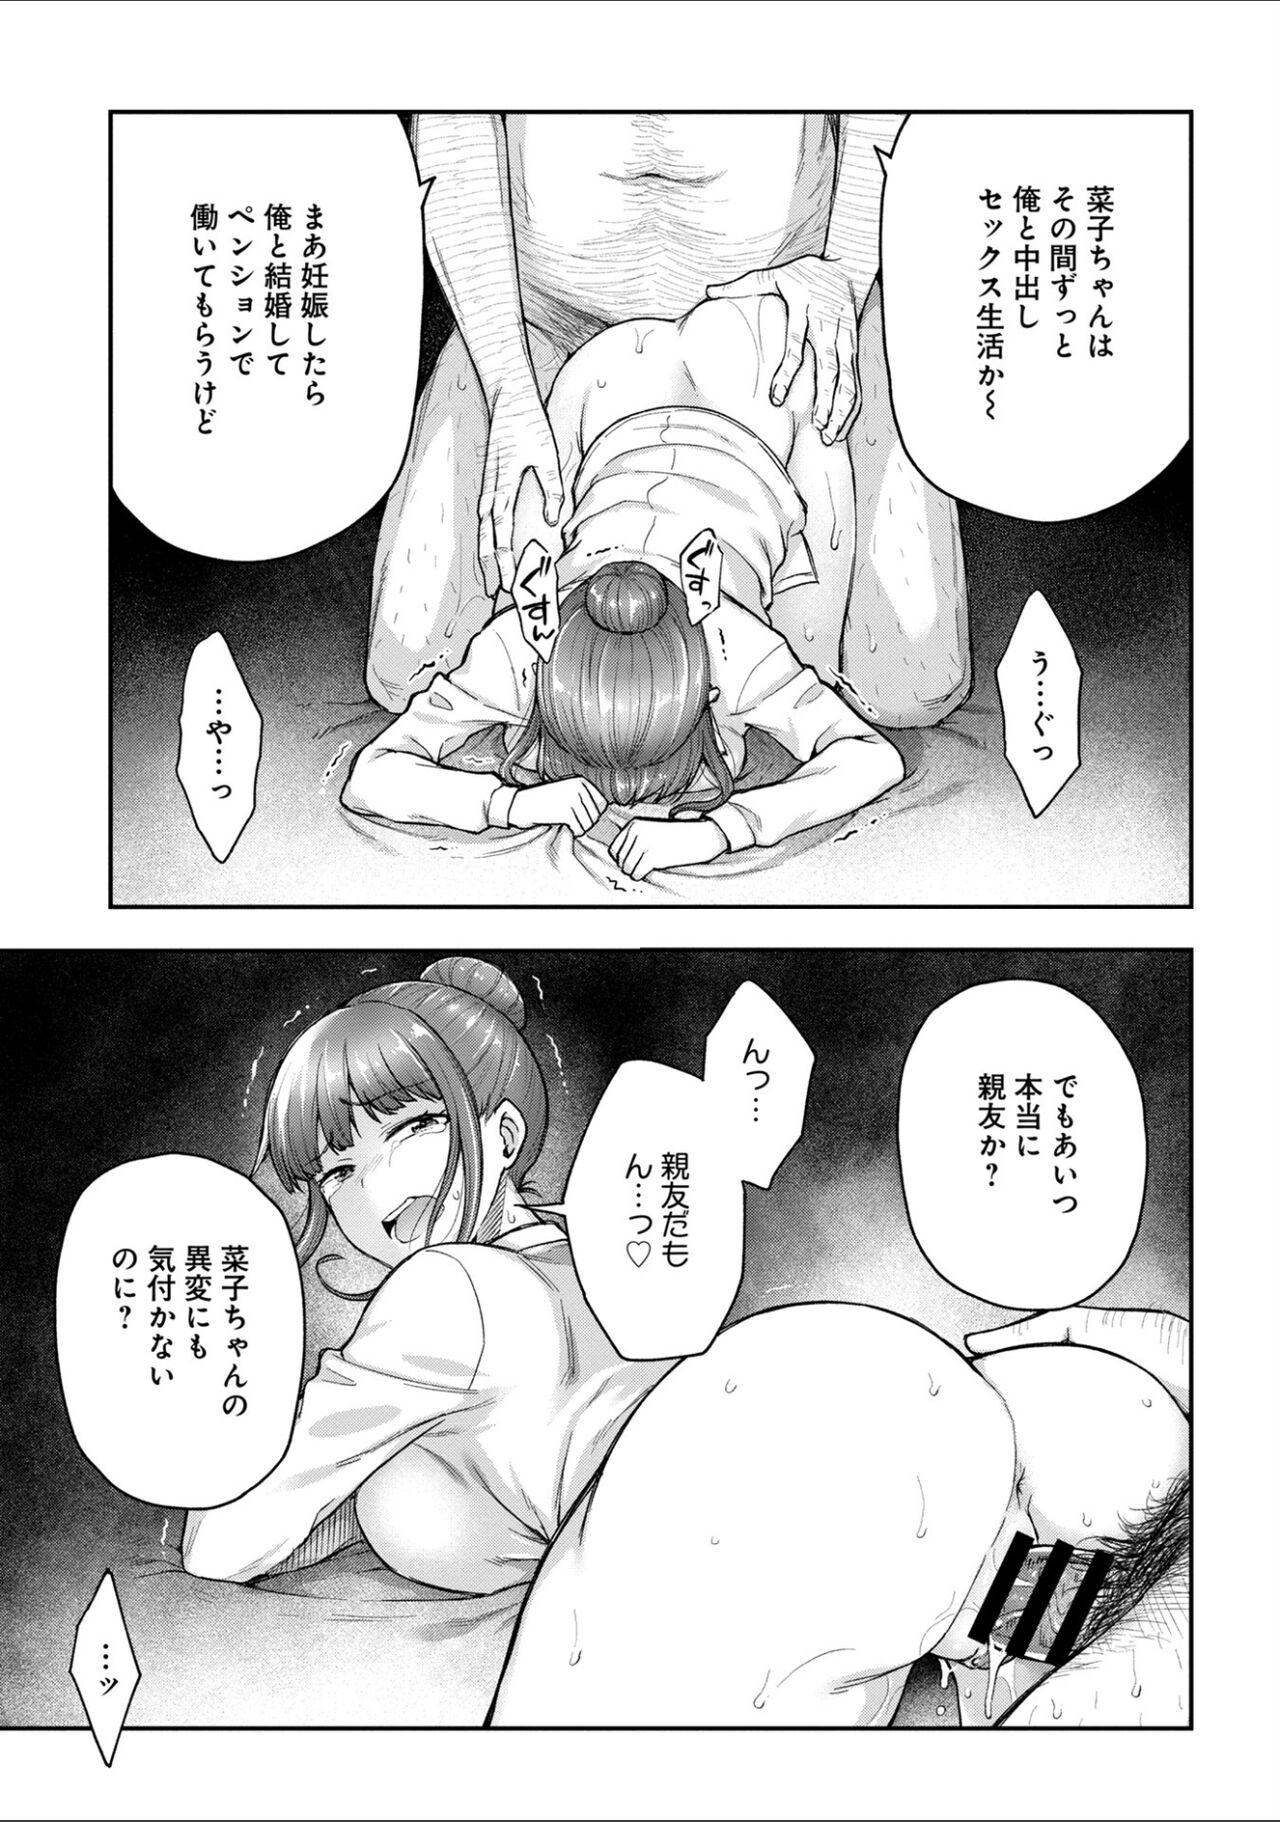 菜子ちゃんは
その間ずっと
俺と中出し
セックス生活か〜
まあ妊娠したら
俺と結婚して
ペンションで
働いてもらうけど
ぐすっ
ぐすん
う…ぐっ
…や…っ
でもあいつ
本当に
親友か?
んっ…
親友だも
ん…っ♡
菜子ちゃんの
異変にも
気付かない
のに?
…ッ